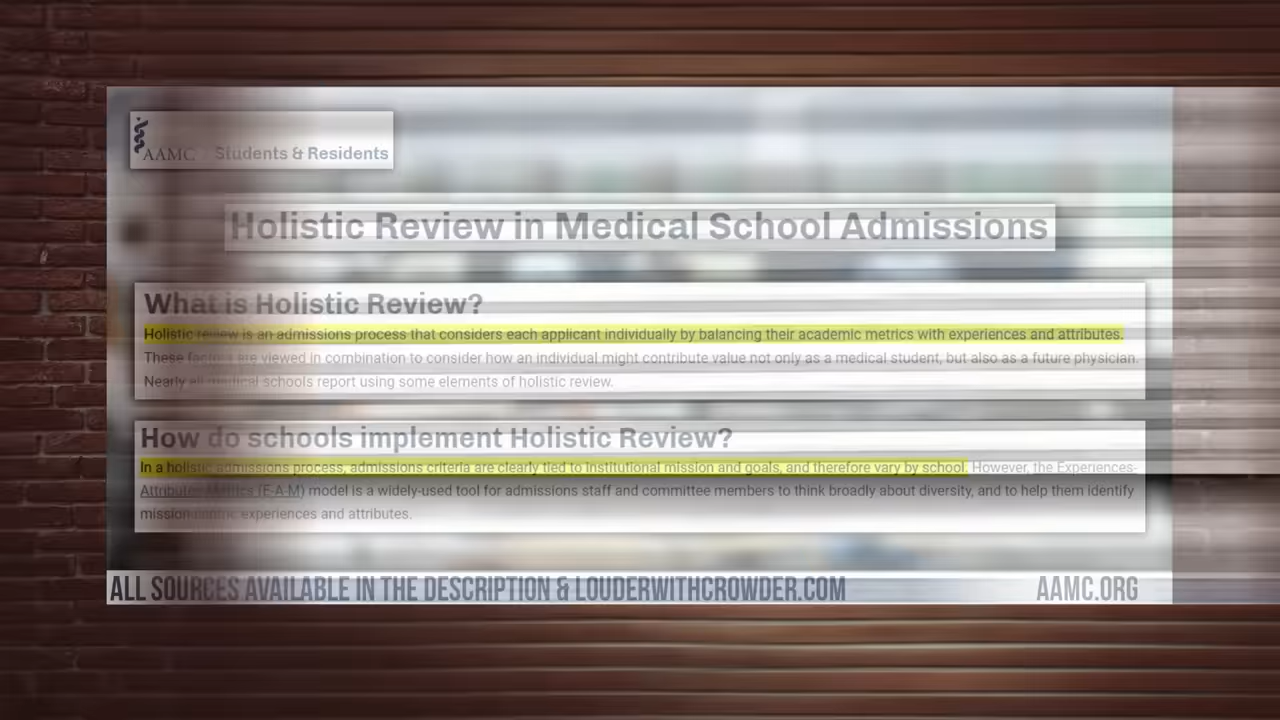 AAMC Students & Residents
Holistic Review in Medical School Admissions
What is Holistic Review?
Holistic review is an admissions process that considers each applicant individually by balancing their academic metrics with experiences and attributes.
These factors are viewed in combination to consider how an individual might contribute value not only as a medical student, but also as a future physician.
Nearly all medical schools report using some elements of holistic review.
How do schools implement Holistic Review?
In a holistic admissions process, admissions criteria are clearly tied to institutional mission and goals, and therefore vary by school. However, the Experiences-
Attributes-Metrics (E-A-M) model is a widely-used tool for admissions staff and committee members to think broadly about diversity, and to help them identify
mission-centric experiences and attributes.
ALL SOURCES AVAILABLE IN THE DESCRIPTION & LOUDERWITHCROWDER.COM
AAMC.ORG